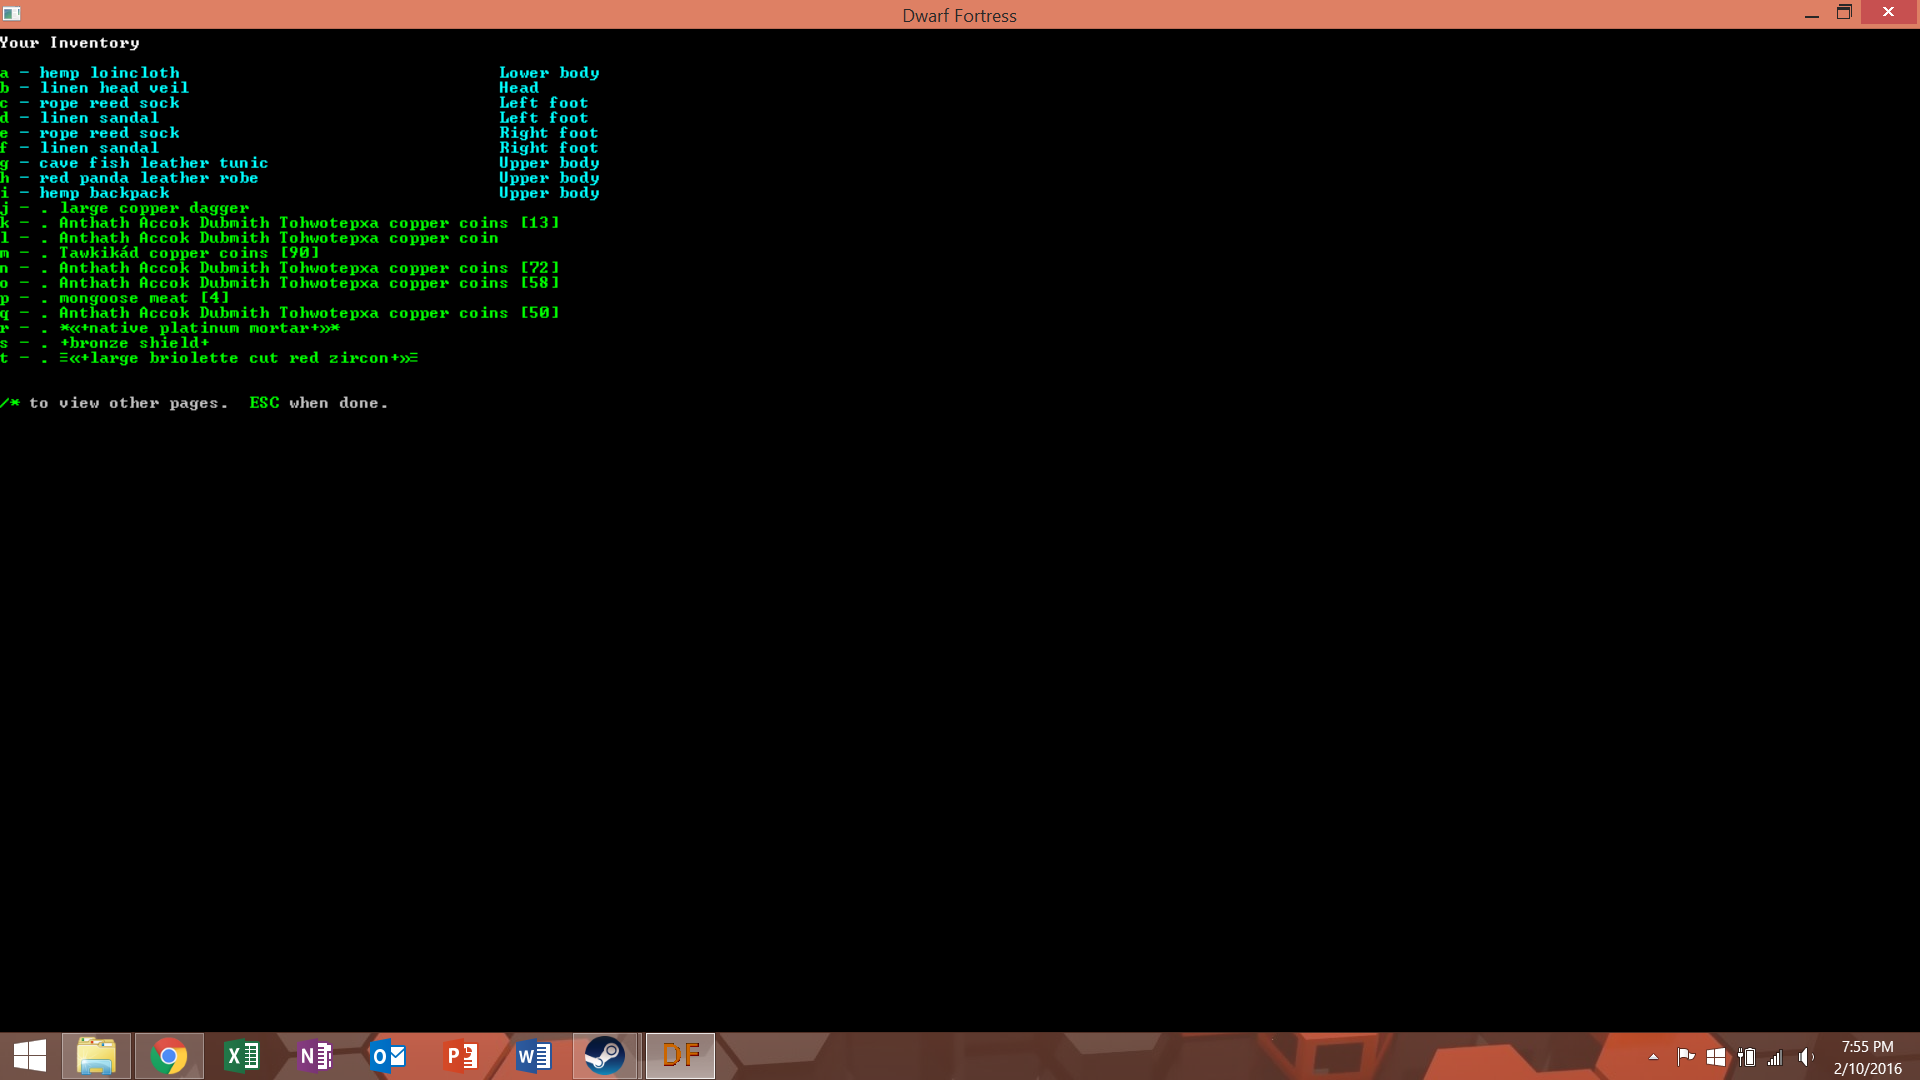 Dwarf Fortress
Your Inventory
a - hemp loincloth Lower body
b - linen head veil Head
c - rope reed sock Left foot
d - linen sandal Left foot
e - rope reed sock Right foot
f - linen sandal Right foot
g - cave fish leather tunic Upper body
h - red panda leather robe Upper body
i - hemp backpack Upper body
j - . large copper dagger
k - . Anthath Accok Dubmith Tohwotepxa copper coins [13]
l - . Anthath Accok Dubmith Tohwotepxa copper coin
m - . Tawkikád copper coins [90]
n - . Anthath Accok Dubmith Tohwotepxa copper coins [72]
o - . Anthath Accok Dubmith Tohwotepxa copper coins [58]
p - . mongoose meat [4]
q - . Anthath Accok Dubmith Tohwotepxa copper coins [50]
r - . *«+native platinum mortar+»*
s - . +bronze shield+
t - . ≡«+large briolette cut red zircon+»≡
/* to view other pages. ESC when done.
DF
7:55 PM
2/10/2016